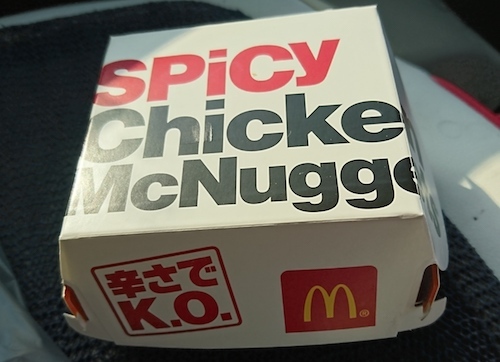 SPiCy
Chicke
McNugge
辛さで
K.O.
M®